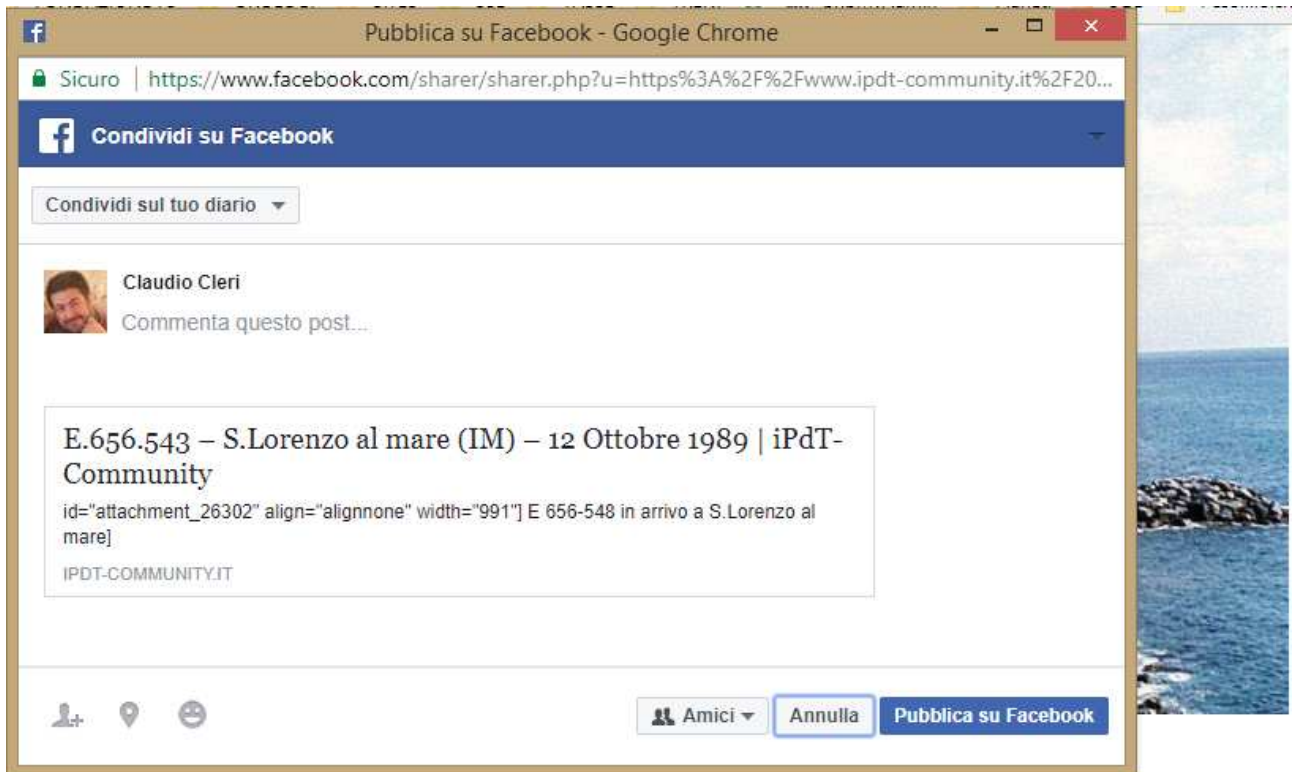 Pubblica su Facebook - Google Chrome
Sicuro | https://www.facebook.com/sharer/sharer.php?u=https%3A%2F%2Fwww.ipdt-community.it%2F20...
f Condividi su Facebook
Condividi sul tuo diario
Claudio Cleri
Commenta questo post...
E.656.543 – S.Lorenzo al mare (IM) – 12 Ottobre 1989 | iPdT-
Community
id="attachment_26302" align="alignnone" width="991"] E 656-548 in arrivo a S.Lorenzo al
mare]
IPDT-COMMUNITY.IT
Amici Annulla Pubblica su Facebook